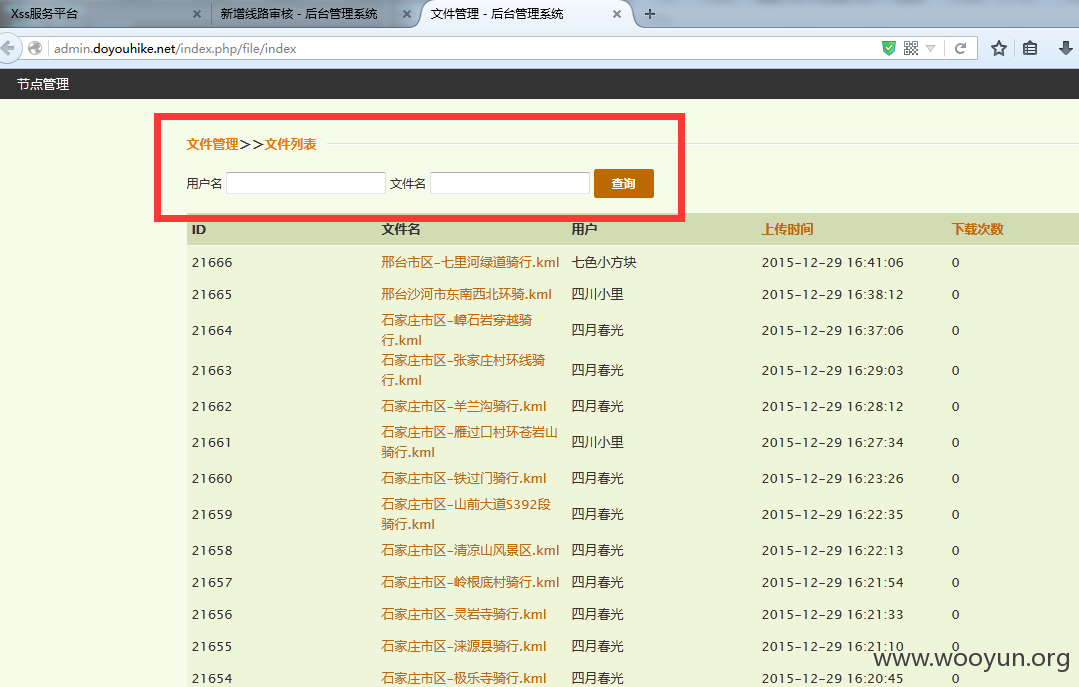 Xss服务平台 新增线路审核 - 后台管理系统 文件管理 - 后台管理系统
admin.doyouhike.net/index.php/file/index
节点管理
文件管理>>文件列表
用户名 文件名 查询
ID 文件名 用户 上传时间 下载次数
21666 邢台市区-七里河绿道骑行.kml 七色小方块 2015-12-29 16:41:06 0
21665 邢台沙河市东南西北环骑.kml 四川小里 2015-12-29 16:38:12 0
21664 石家庄市区-嶂石岩穿越骑 四月春光 2015-12-29 16:37:06 0
行.kml
21663 石家庄市区-张家庄村环线骑 四月春光 2015-12-29 16:29:03 0
行.kml
21662 石家庄市区-羊兰沟骑行.kml 四月春光 2015-12-29 16:28:12 0
21661 石家庄市区-雁过口村环苍岩山 四川小里 2015-12-29 16:27:34 0
骑行.kml
21660 石家庄市区-铁过门骑行.kml 四月春光 2015-12-29 16:23:26 0
21659 石家庄市区-山前大道S392段 四月春光 2015-12-29 16:22:35 0
骑行.kml
21658 石家庄市区-清凉山风景区.kml 四月春光 2015-12-29 16:22:13 0
21657 石家庄市区-岭根底村骑行.kml 四月春光 2015-12-29 16:21:54 0
21656 石家庄市区-灵岩寺骑行.kml 四月春光 2015-12-29 16:21:33 0
21655 石家庄市区-涞源县骑行.kml 四月春光 2015-12-29 16:21:10 0
21654 石家庄市区-极乐寺骑行.kml 四月春光 2015-12-29 16:20:45 0
www.wooyun.org